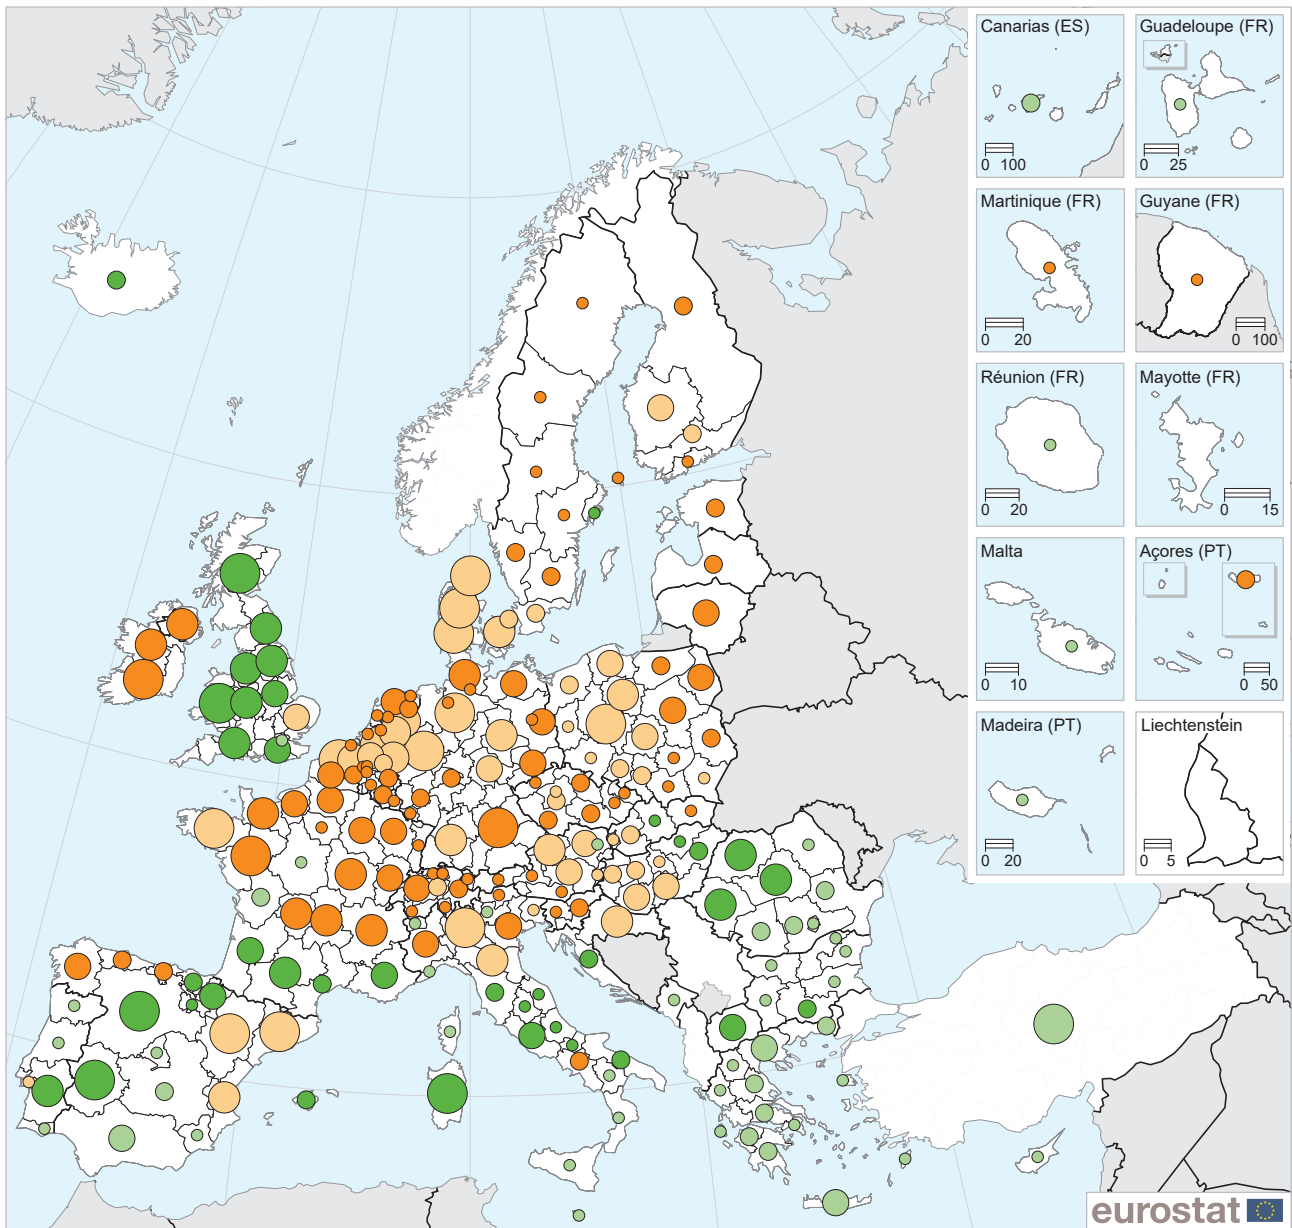 Canarias (ES)
0 100
Guadeloupe (FR)
0 25
Martinique (FR)
0 20
Guyane (FR)
0 100
Réunion (FR)
0 20
Mayotte (FR)
0 15
Malta
0 10
Açores (PT)
0 50
Madeira (PT)
0 20
Liechtenstein
0 5
eurostat